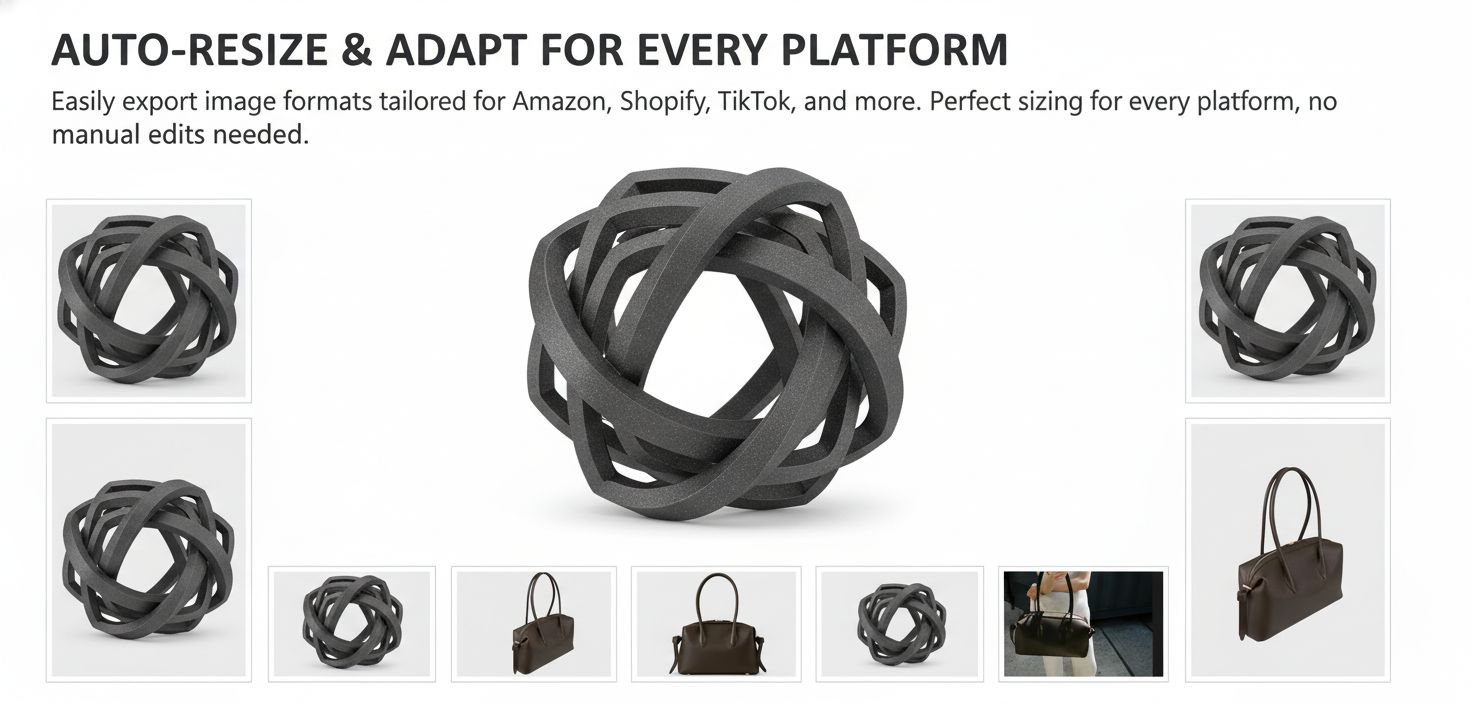 AUTO-RESIZE & ADAPT FOR EVERY PLATFORM
Easily export image formats tailored for Amazon, Shopify, TikTok, and more. Perfect sizing for every platform, no
manual edits needed.